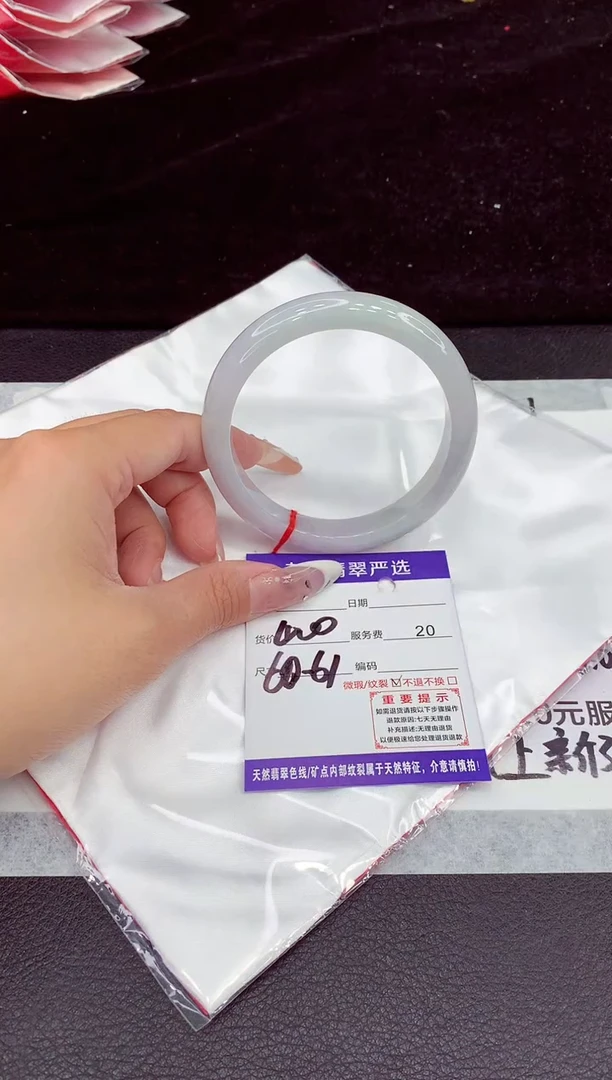 翡翠严选
日期
货价 服务费 20
60-61 编码
微瑕/纹裂 不退不换
重要提示
如需退货请按以下步骤操作
退款原因:七天无理由
补充描述:无理由退货
以便极速给您处理退货退款
天然翡翠色线/矿点内部纹裂属于天然特征，介意请慎拍!
元服
上新